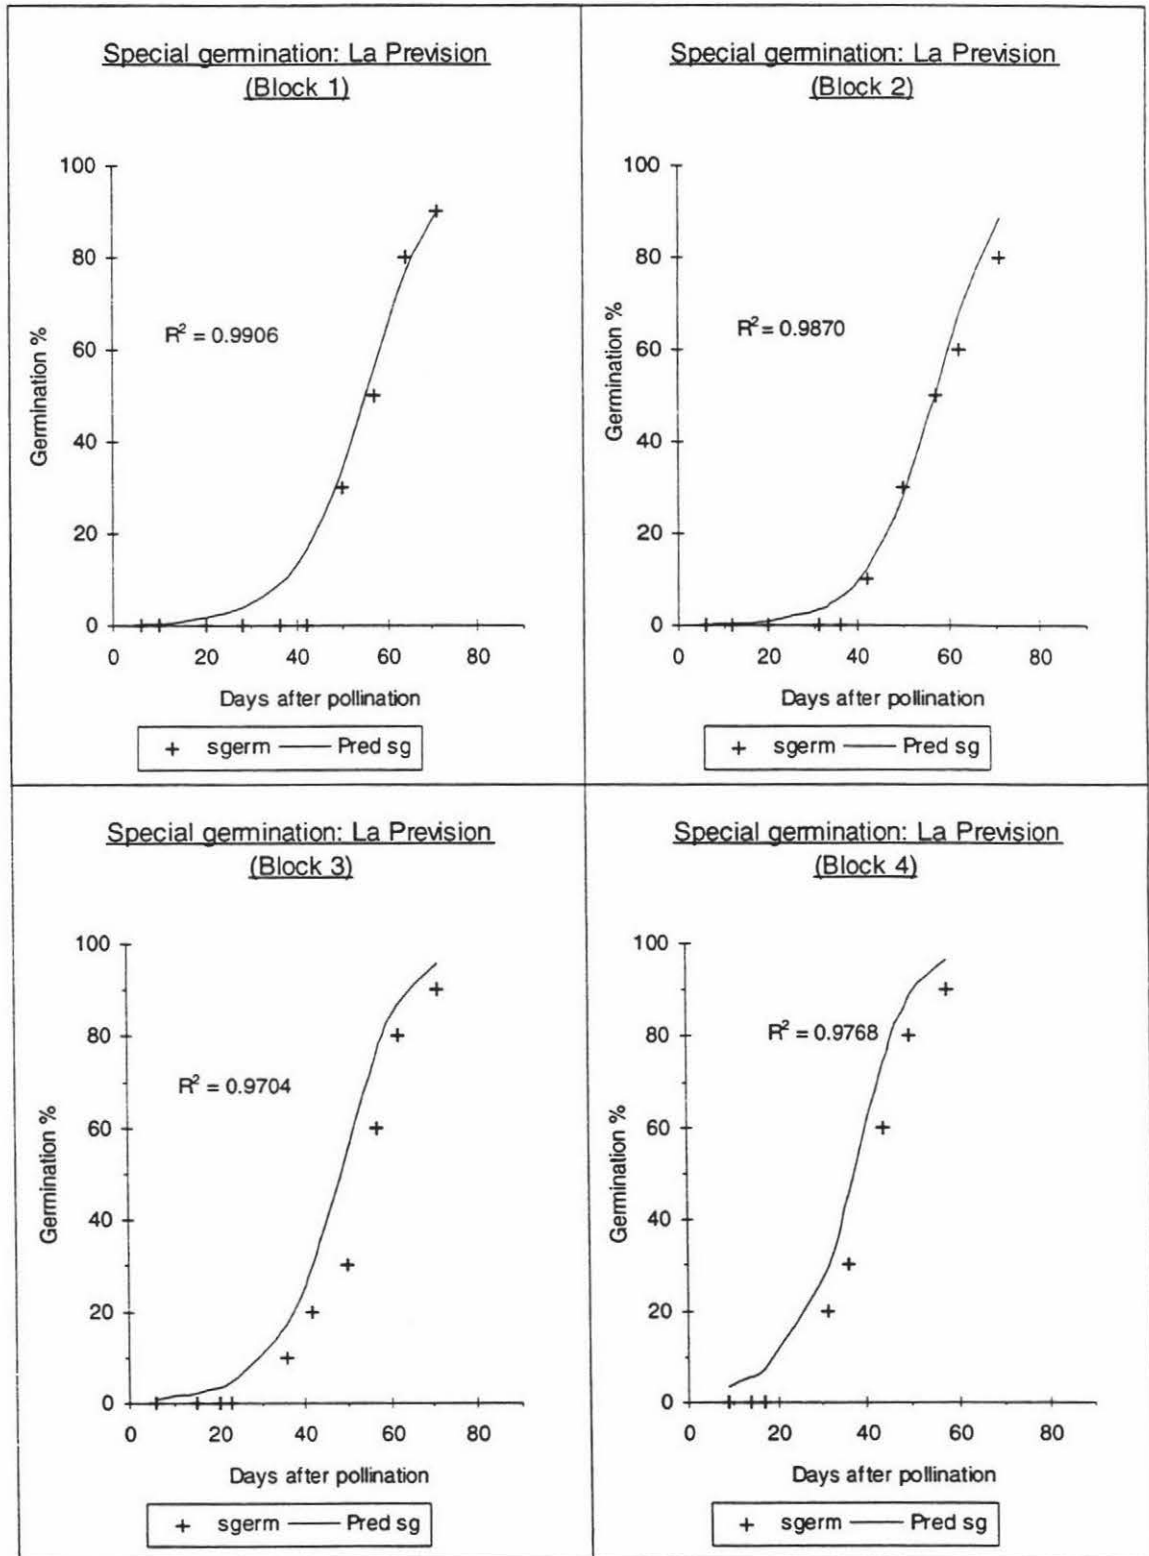 Special germination: La Prevision
(Block 1)
100
80
60
40
20
0
Germination %
R² = 0.9906
0 20 40 60 80
Days after pollination
+ sgerm —— Pred sg
Special germination: La Prevision
(Block 2)
100
80
60
40
20
0
Germination %
R² = 0.9870
0 20 40 60 80
Days after pollination
+ sgerm —— Pred sg
Special germination: La Prevision
(Block 3)
100
80
60
40
20
0
Germination %
R² = 0.9704
0 20 40 60 80
Days after pollination
+ sgerm —— Pred sg
Special germination: La Prevision
(Block 4)
100
80
60
40
20
0
Germination %
R² = 0.9768
0 20 40 60 80
Days after pollination
+ sgerm —— Pred sg